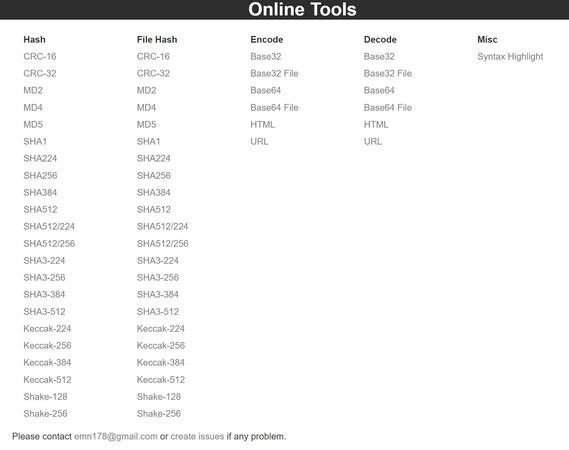 Online Tools
Hash File Hash Encode Decode Misc
CRC-16 CRC-16 Base32 Base32 Syntax Highlight
CRC-32 CRC-32 Base32 File Base32 File
MD2 MD2 Base64 Base64
MD4 MD4 Base64 File Base64 File
MD5 MD5 HTML HTML
SHA1 SHA1 URL URL
SHA224 SHA224
SHA256 SHA256
SHA384 SHA384
SHA512 SHA512
SHA512/224 SHA512/224
SHA512/256 SHA512/256
SHA3-224 SHA3-224
SHA3-256 SHA3-256
SHA3-384 SHA3-384
SHA3-512 SHA3-512
Keccak-224 Keccak-224
Keccak-256 Keccak-256
Keccak-384 Keccak-384
Keccak-512 Keccak-512
Shake-128 Shake-128
Shake-256 Shake-256
Please contact emn178@gmail.com or create issues if any problem.